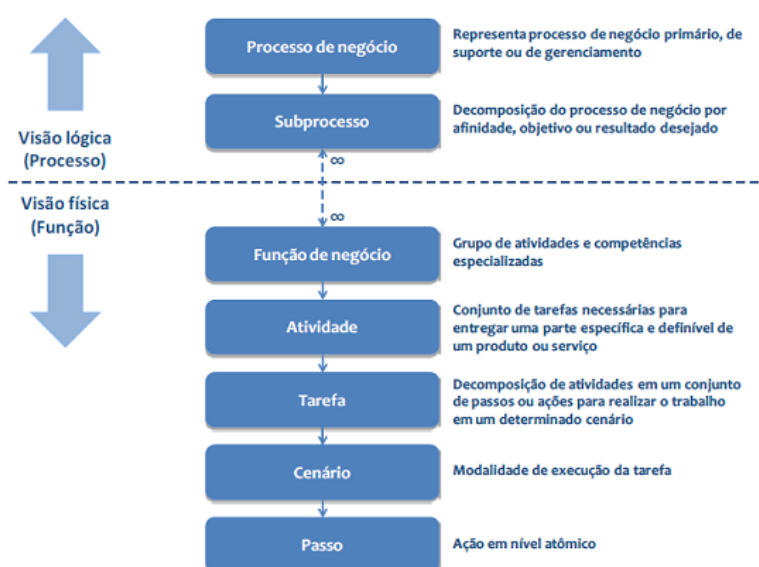 Processo de negócio
Representa processo de negócio primário, de
suporte ou de gerenciamento
Subprocesso
Decomposição do processo de negócio por
afinidade, objetivo ou resultado desejado
Visão lógica
(Processo)
∞
Visão física
(Função)
∞
Função de negócio
Grupo de atividades e competências
especializadas
Atividade
Conjunto de tarefas necessárias para
entregar uma parte específica e definível de
um produto ou serviço
Tarefa
Decomposição de atividades em um conjunto
de passos ou ações para realizar o trabalho
em um determinado cenário
Cenário
Modalidade de execução da tarefa
Passo
Ação em nível atômico